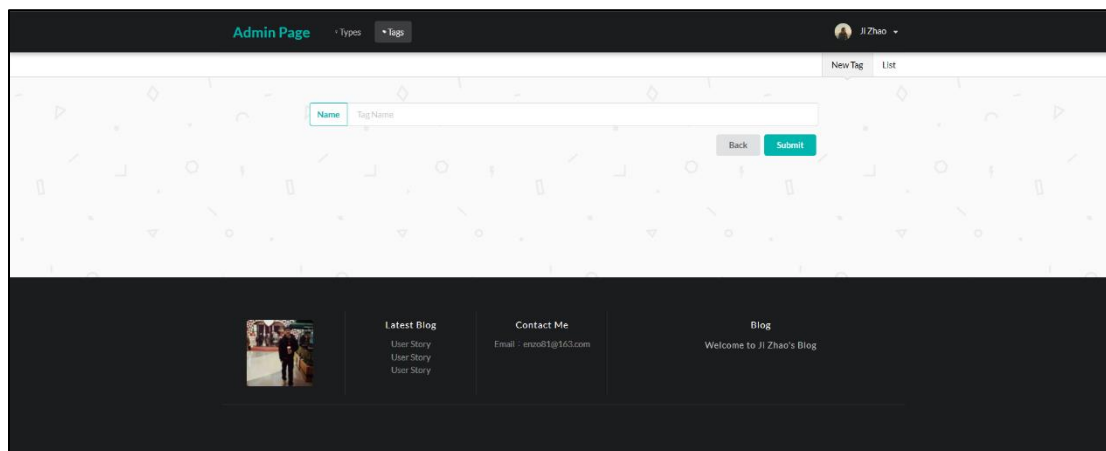 Admin Page Types Tags JI Zhao
New Tag List
Name Tag Name
Back Submit
Latest Blog Contact Me Blog
User Story Email：enzo81@163.com Welcome to JI Zhao's Blog
User Story
User Story